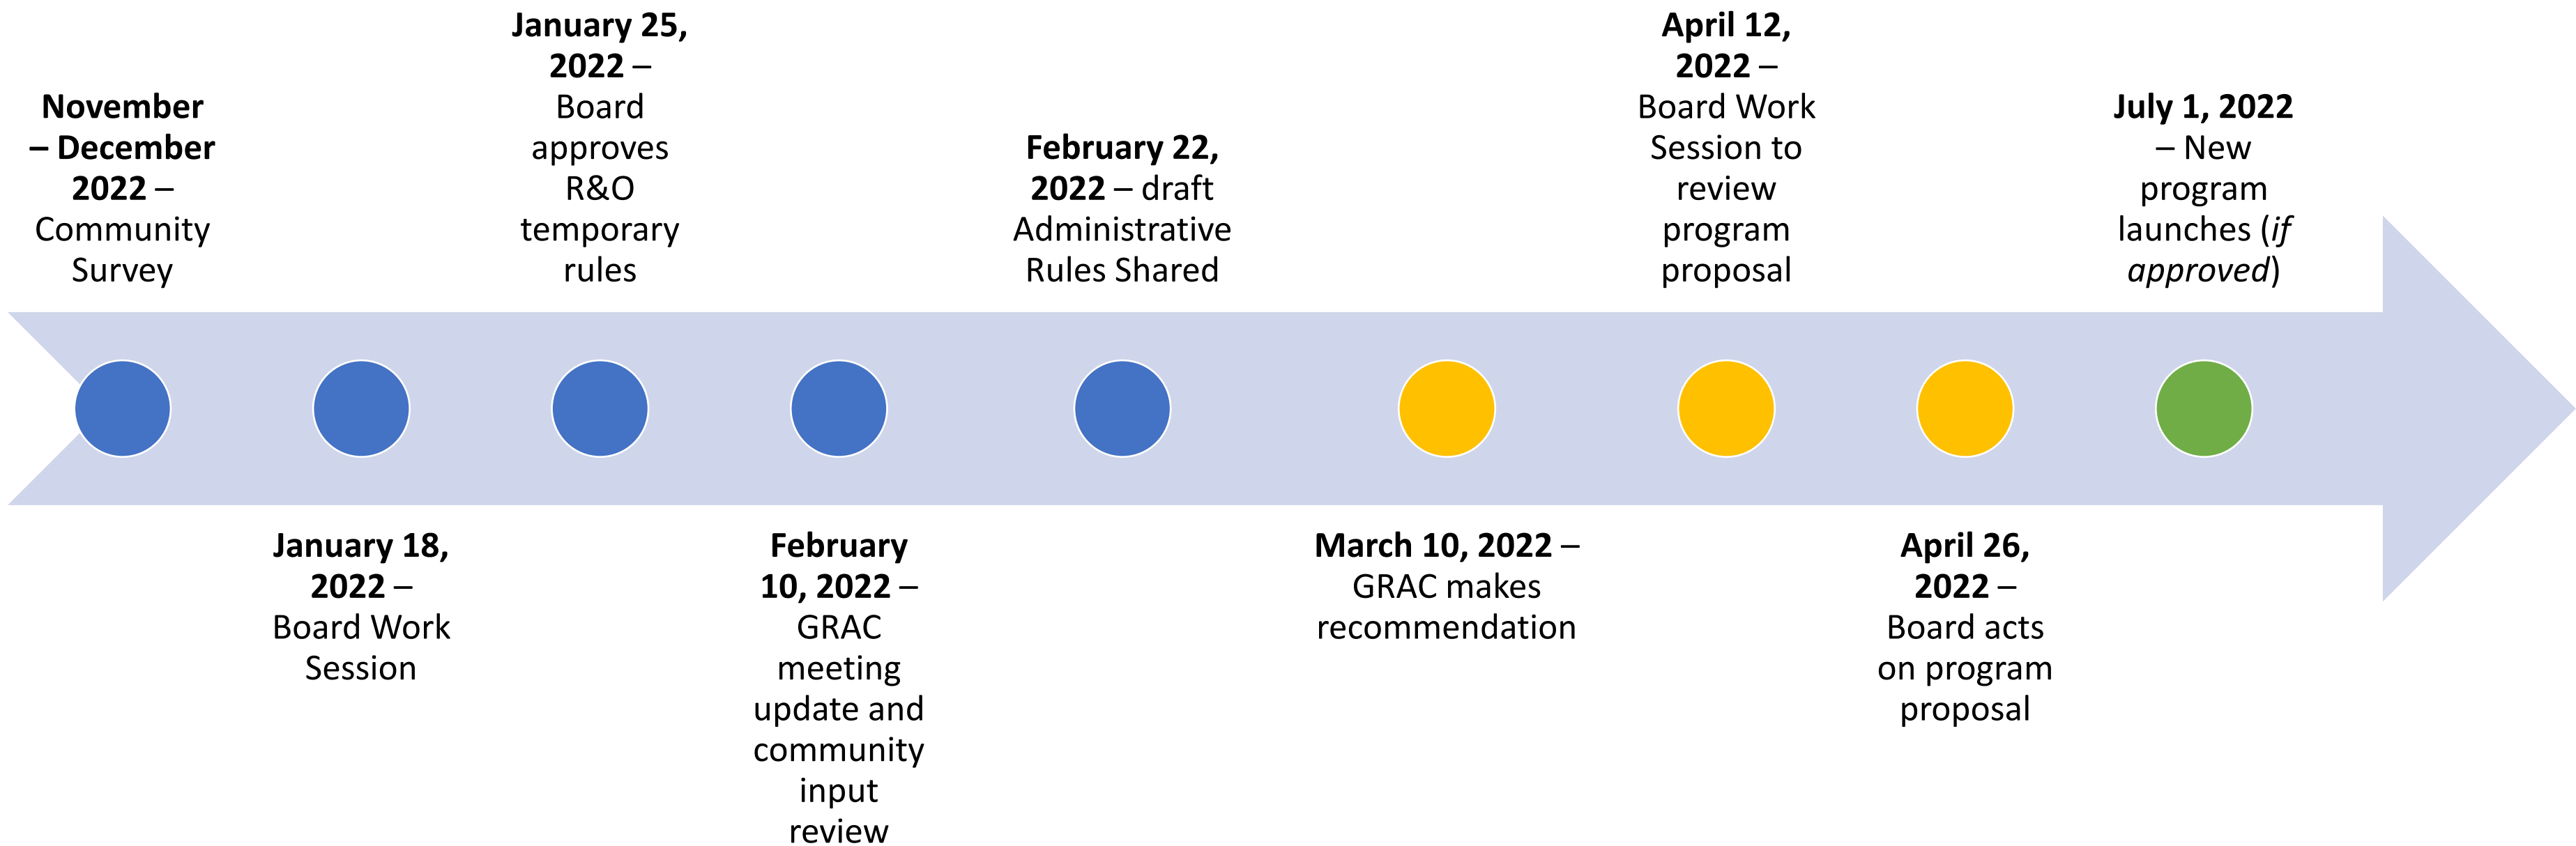 November
– December
2022 –
Community
Survey
January 18,
2022 –
Board Work
Session
January 25,
2022 –
Board
approves
R&O
temporary
rules
February
10, 2022 –
GRAC
meeting
update and
community
input
review
February 22,
2022 – draft
Administrative
Rules Shared
March 10, 2022 –
GRAC makes
recommendation
April 12,
2022 –
Board Work
Session to
review
program
proposal
April 26,
2022 –
Board acts
on program
proposal
July 1, 2022
– New
program
launches (if
approved)